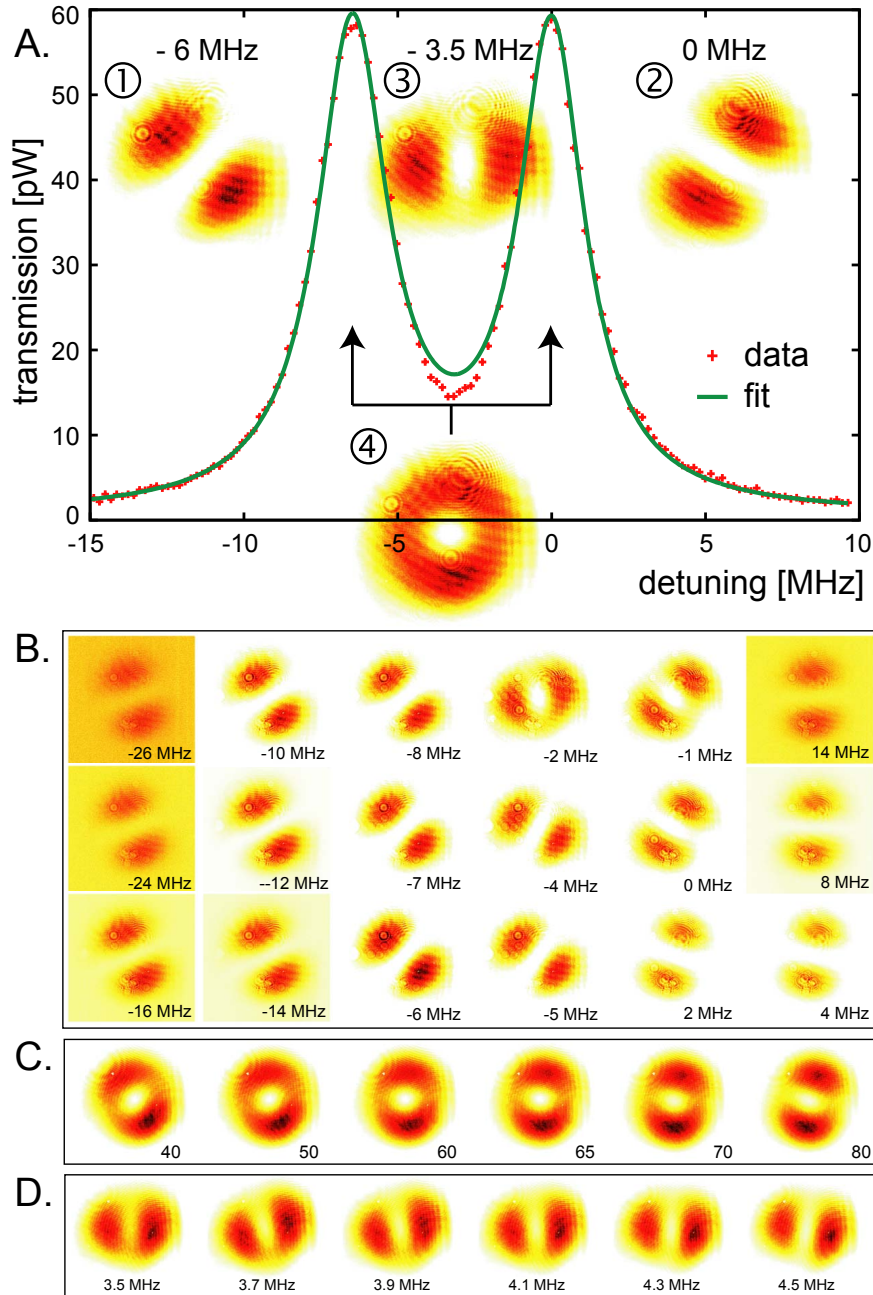 A.
- 6 MHz
- 3.5 MHz
0 MHz
①
③
②
transmission [pW]
60
50
40
30
20
10
0
data
fit
④
-15
-10
-5
0
5
10
detuning [MHz]
B.
-26 MHz
-10 MHz
-8 MHz
-2 MHz
-1 MHz
14 MHz
-24 MHz
--12 MHz
-7 MHz
-4 MHz
0 MHz
8 MHz
-16 MHz
-14 MHz
-6 MHz
-5 MHz
2 MHz
4 MHz
C.
40
50
60
65
70
80
D.
3.5 MHz
3.7 MHz
3.9 MHz
4.1 MHz
4.3 MHz
4.5 MHz